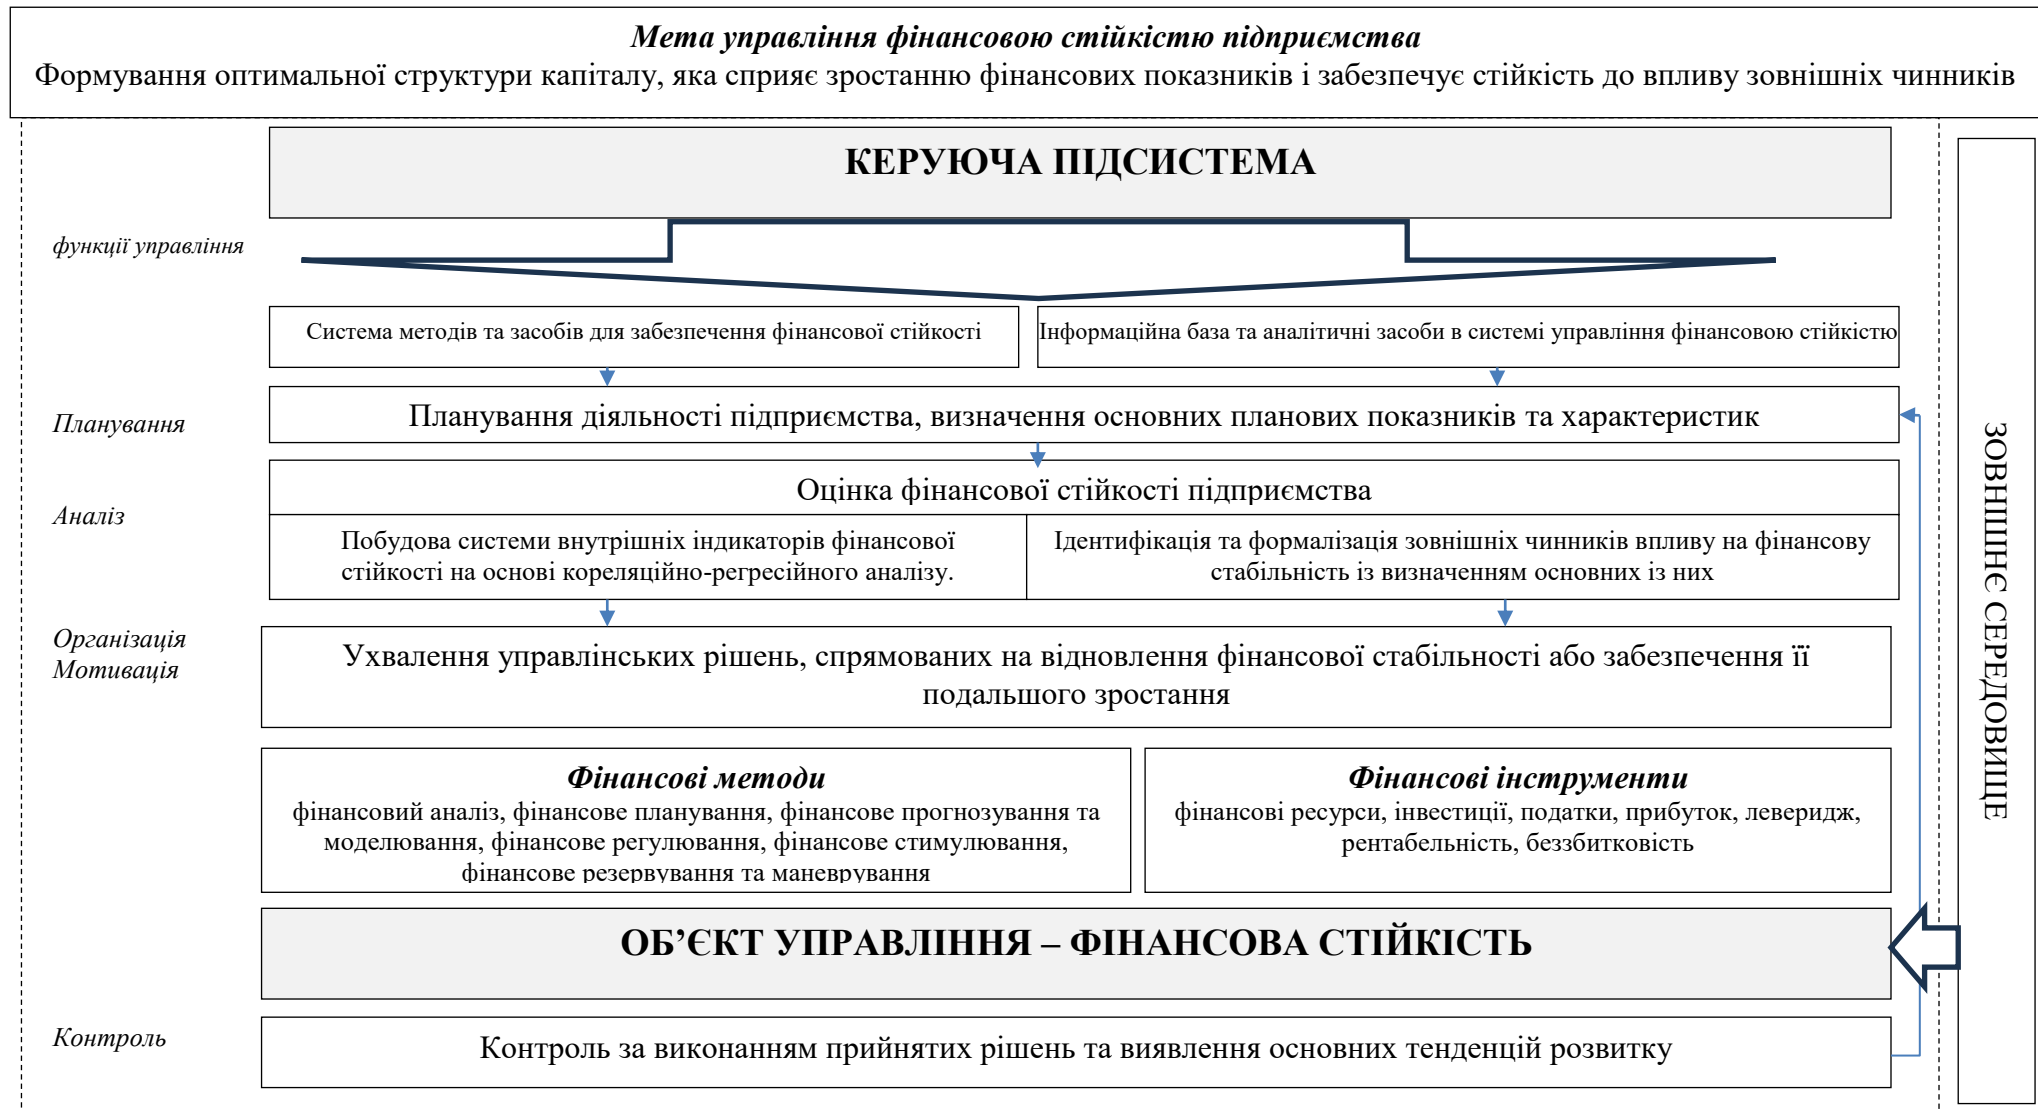 Мета управління фінансовою стійкістю підприємства
Формування оптимальної структури капіталу, яка сприяє зростанню фінансових показників і забезпечує стійкість до впливу зовнішніх чинників
КЕРУЮЧА ПІДСИСТЕМА
функції управління
Система методів та засобів для забезпечення фінансової стійкості
Інформаційна база та аналітичні засоби в системі управління фінансовою стійкістю
Планування
Планування діяльності підприємства, визначення основних планових показників та характеристик
Аналіз
Оцінка фінансової стійкості підприємства
Побудова системи внутрішніх індикаторів фінансової
стійкості на основі кореляційно-регресійного аналізу.
Ідентифікація та формалізація зовнішніх чинників впливу на фінансову
стабільність із визначенням основних із них
Організація
Мотивація
Ухвалення управлінських рішень, спрямованих на відновлення фінансової стабільності або забезпечення її
подальшого зростання
Фінансові методи
фінансовий аналіз, фінансове планування, фінансове прогнозування та
моделювання, фінансове регулювання, фінансове стимулювання,
фінансове резервування та маневрування
Фінансові інструменти
фінансові ресурси, інвестиції, податки, прибуток, леверидж,
рентабельність, беззбитковість
ОБ’ЄКТ УПРАВЛІННЯ – ФІНАНСОВА СТІЙКІСТЬ
Контроль
Контроль за виконанням прийнятих рішень та виявлення основних тенденцій розвитку
ЗОВНІШНЄ СЕРЕДОВИЩЕ